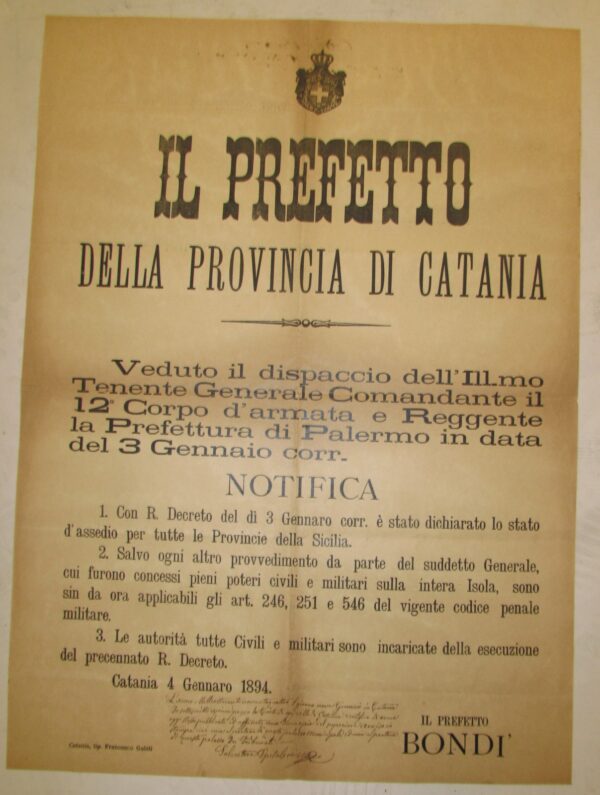 IL PREFETTO
DELLA PROVINCIA DI CATANIA
Veduto il dispaccio dell'Ill.mo
Tenente Generale Comandante il
12° Corpo d'armata e Reggente
la Prefettura di Palermo in data
del 3 Gennaio corr.
NOTIFICA
1. Con R. Decreto del dì 3 Gennaro corr. è stato dichiarato lo stato
d'assedio per tutte le Provincie della Sicilia.
2. Salvo ogni altro provvedimento da parte del suddetto Generale,
cui furono concessi pieni poteri civili e militari sulla intera Isola, sono
sin da ora applicabili gli art. 246, 251 e 546 del vigente codice penale
militare.
3. Le autorità tutte Civili e militari sono incaricate della esecuzione
del precennato R. Decreto.
Catania 4 Gennaro 1894.
IL PREFETTO
BONDI'
Catania, tip. Francesco Galati